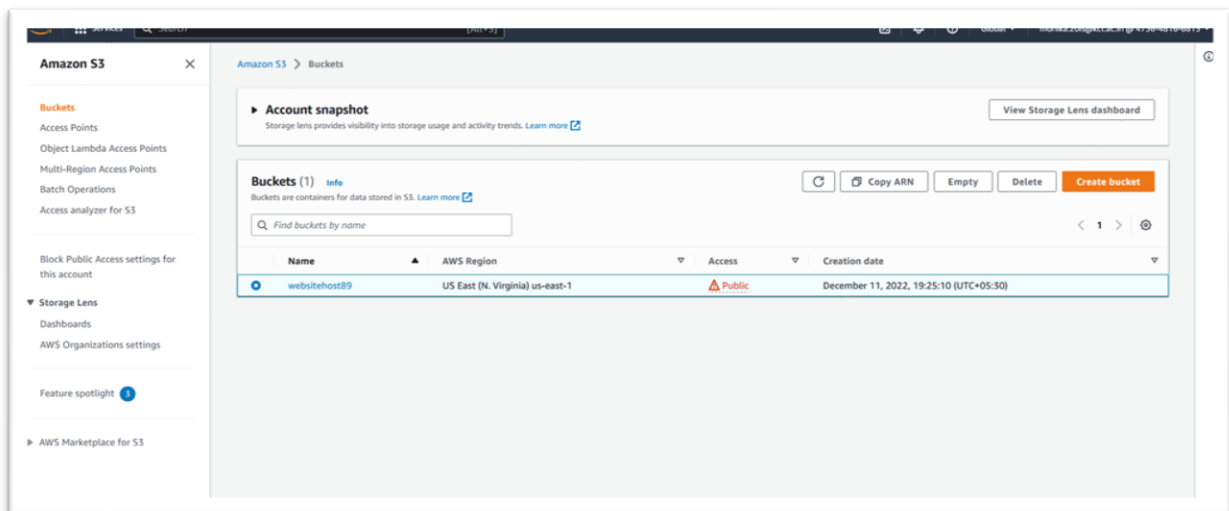 Services
Search
[Alt+S]
Global
Amazon S3
Amazon S3 > Buckets
Buckets
Access Points
Object Lambda Access Points
Multi-Region Access Points
Batch Operations
Access analyzer for S3
Block Public Access settings for
this account
Storage Lens
Dashboards
AWS Organizations settings
Feature spotlight 3
AWS Marketplace for S3
Account snapshot
View Storage Lens dashboard
Storage lens provides visibility into storage usage and activity trends. Learn more
Buckets (1) Info
Copy ARN Empty Delete Create bucket
Buckets are containers for data stored in S3. Learn more
Find buckets by name
1
Name AWS Region Access Creation date
websitehost89 US East (N. Virginia) us-east-1 Public December 11, 2022, 19:25:10 (UTC+05:30)